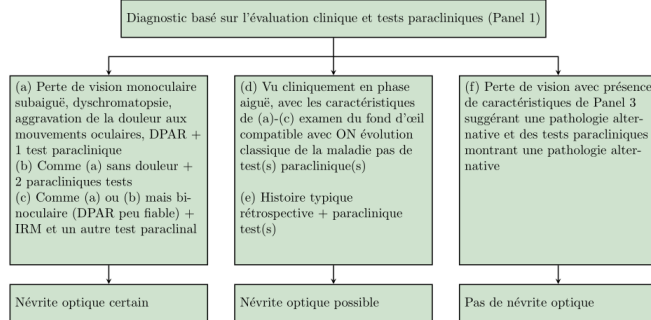 Diagnostic basé sur l'évaluation clinique et tests paracliniques (Panel 1)
(a) Perte de vision monoculaire
subaiguë, dyschromatopsie,
aggravation de la douleur aux
mouvements oculaires, DPAR +
1 test paraclinique
(b) Comme (a) sans douleur +
2 paracliniques tests
(c) Comme (a) ou (b) mais bi-
noculaire (DPAR peu fiable) +
IRM et un autre test paraclinal
(d) Vu cliniquement en phase
aiguë, avec les caractéristiques
de (a)-(c) examen du fond d'œil
compatible avec ON évolution
classique de la maladie pas de
test(s) paraclinique(s)
(e) Histoire typique
rétrospective + paraclinique
test(s)
(f) Perte de vision avec présence
de caractéristiques de Panel 3
suggérant une pathologie alter-
native et des tests paracliniques
montrant une pathologie alter-
native
Névrite optique certain
Névrite optique possible
Pas de névrite optique